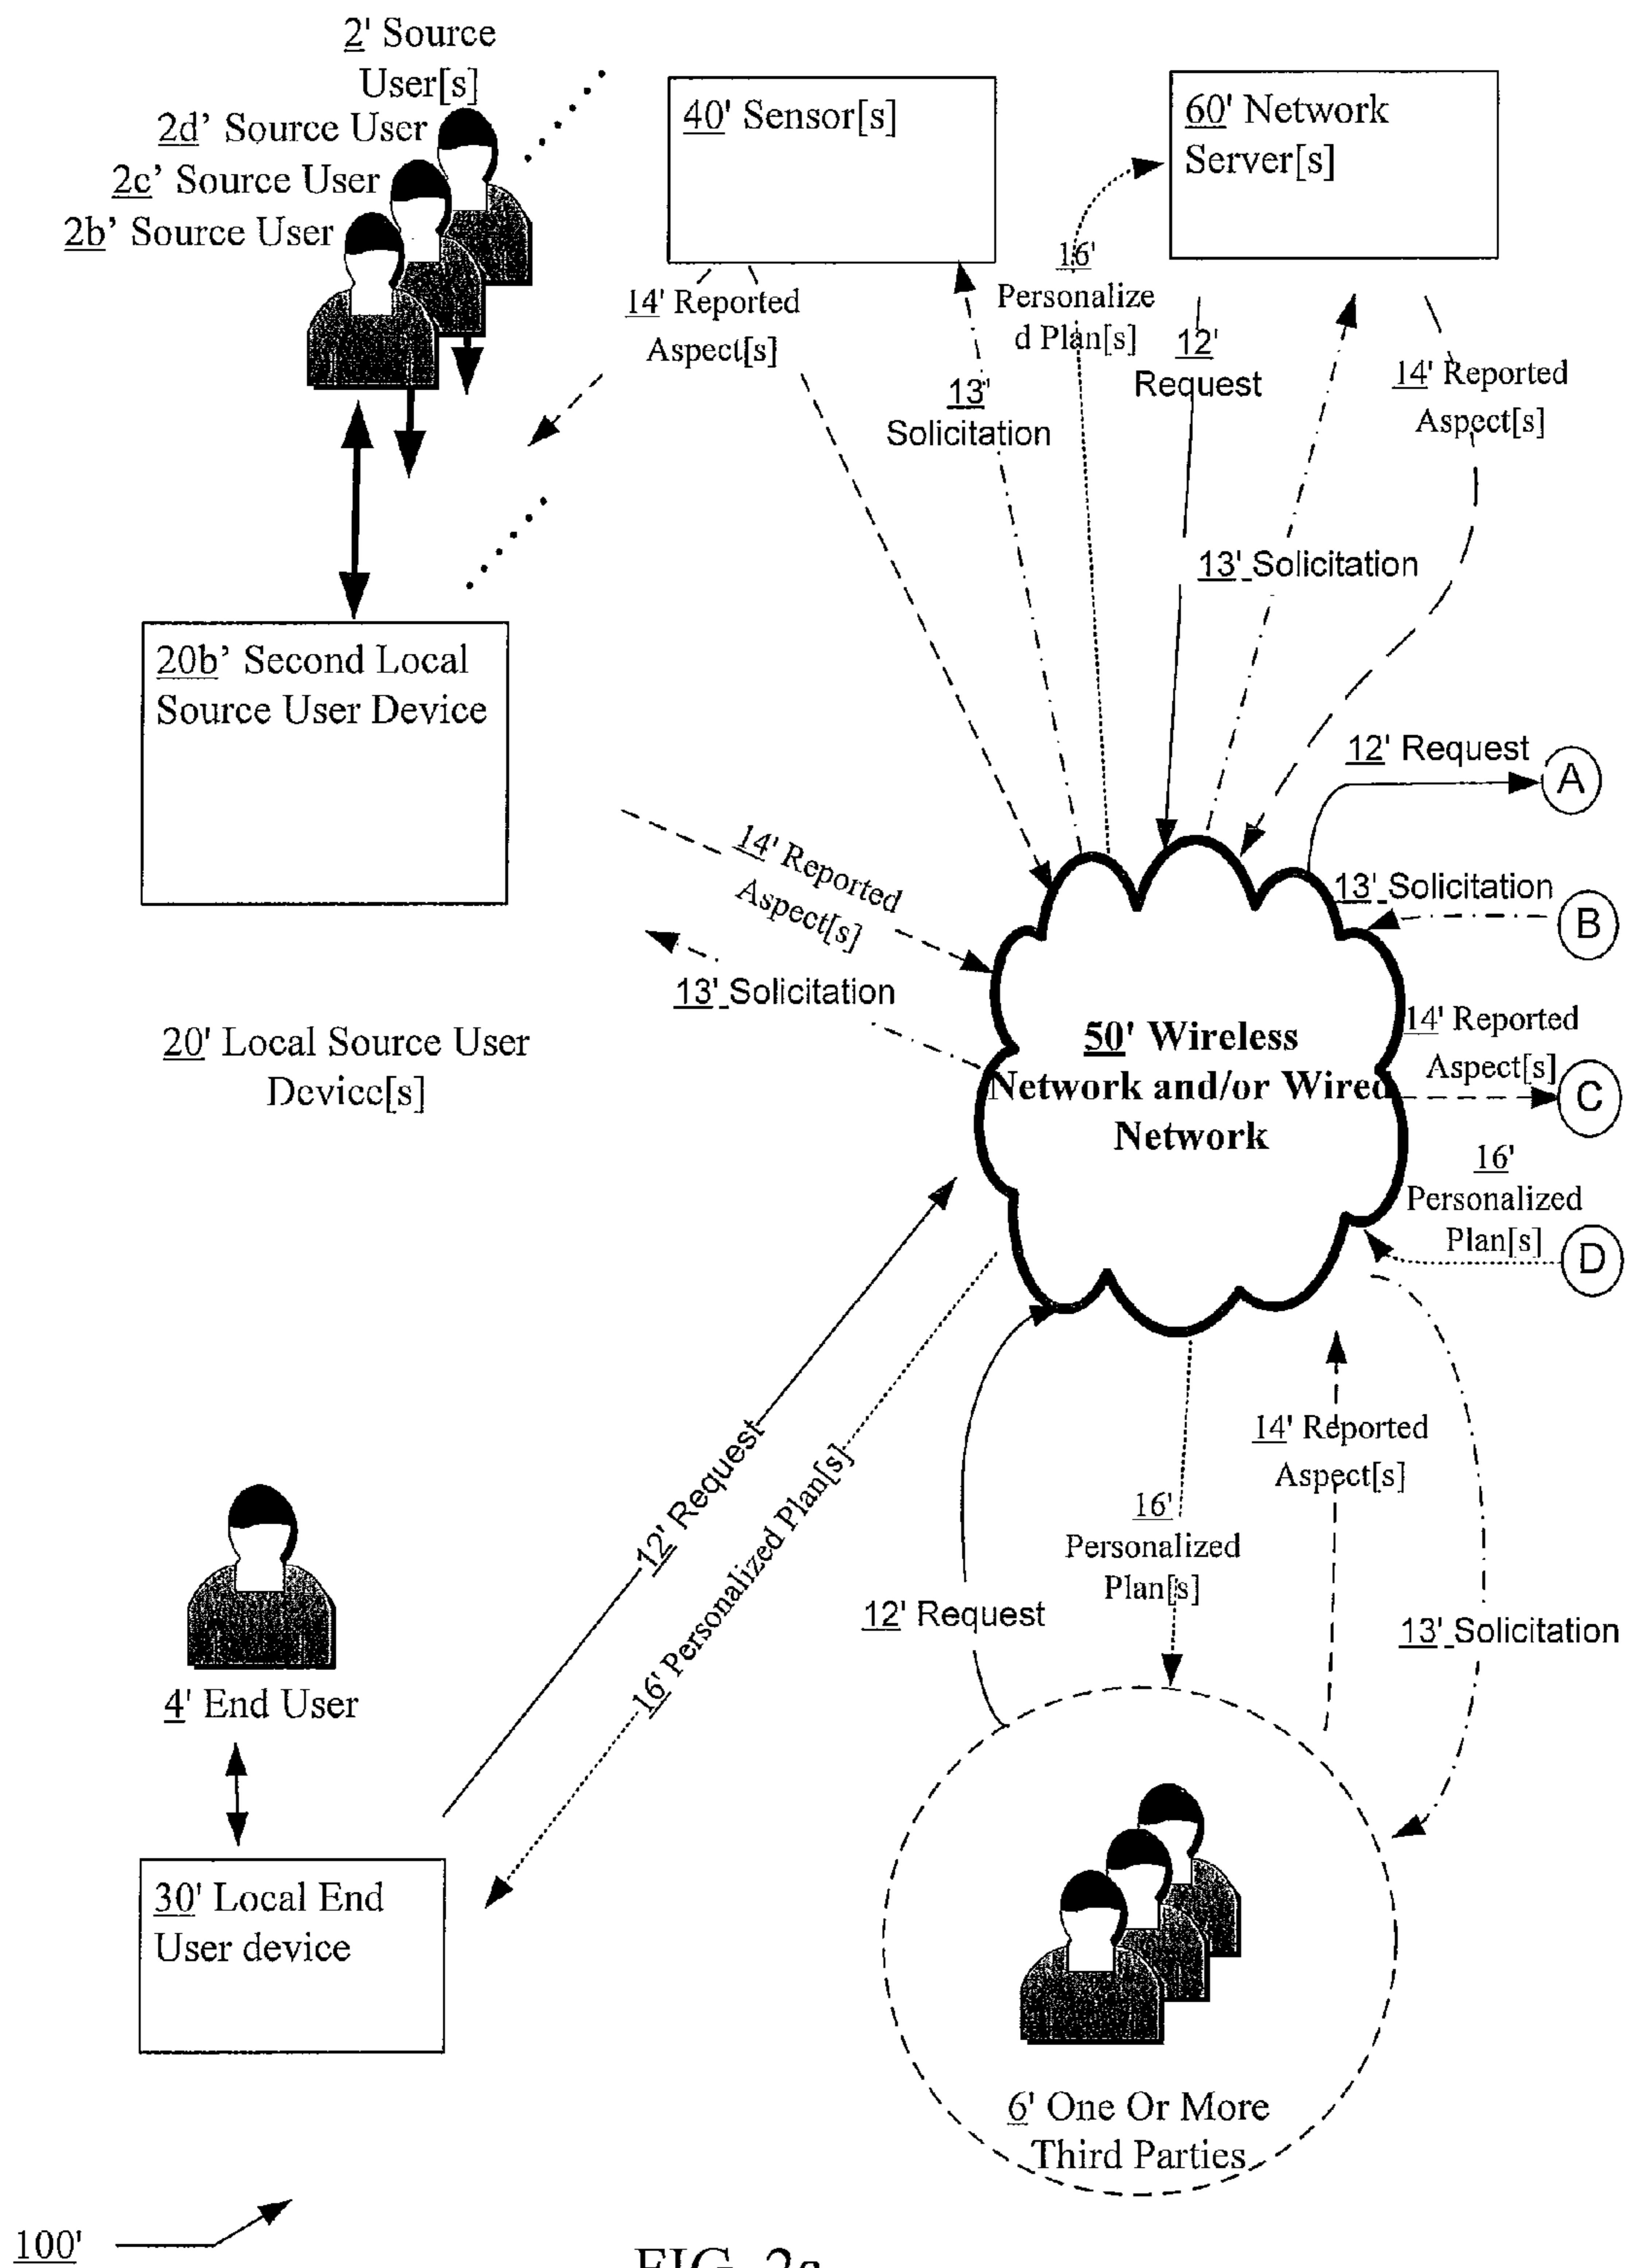 2' Source
User[s]
2d' Source User
2c' Source User
2b' Source User
40' Sensor[s]
60' Network
Server[s]
14' Reported
Aspect[s]
13'
Solicitation
16'
Personalize
d Plan[s]
12'
Request
14' Reported
Aspect[s]
13' Solicitation
20b' Second Local
Source User Device
12' Request
A
14' Reported
Aspect[s]
13' Solicitation
B
13' Solicitation
20' Local Source User
Device[s]
50' Wireless
Network and/or Wired
Network
14' Reported
Aspect[s]
C
16'
Personalized
Plan[s]
D
12' Request
16' Personalized Plan[s]
14' Reported
Aspect[s]
16'
Personalized
Plan[s]
12' Request
13' Solicitation
4' End User
30' Local End
User device
6' One Or More
Third Parties
100'
FIG. 2a